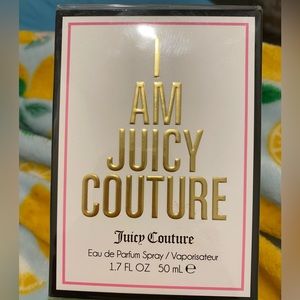 I
AM
JUICY
COUTURE
Juicy Couture
Eau de Parfum Spray / Vaporisateur
1.7 FL OZ 50 mL ℮